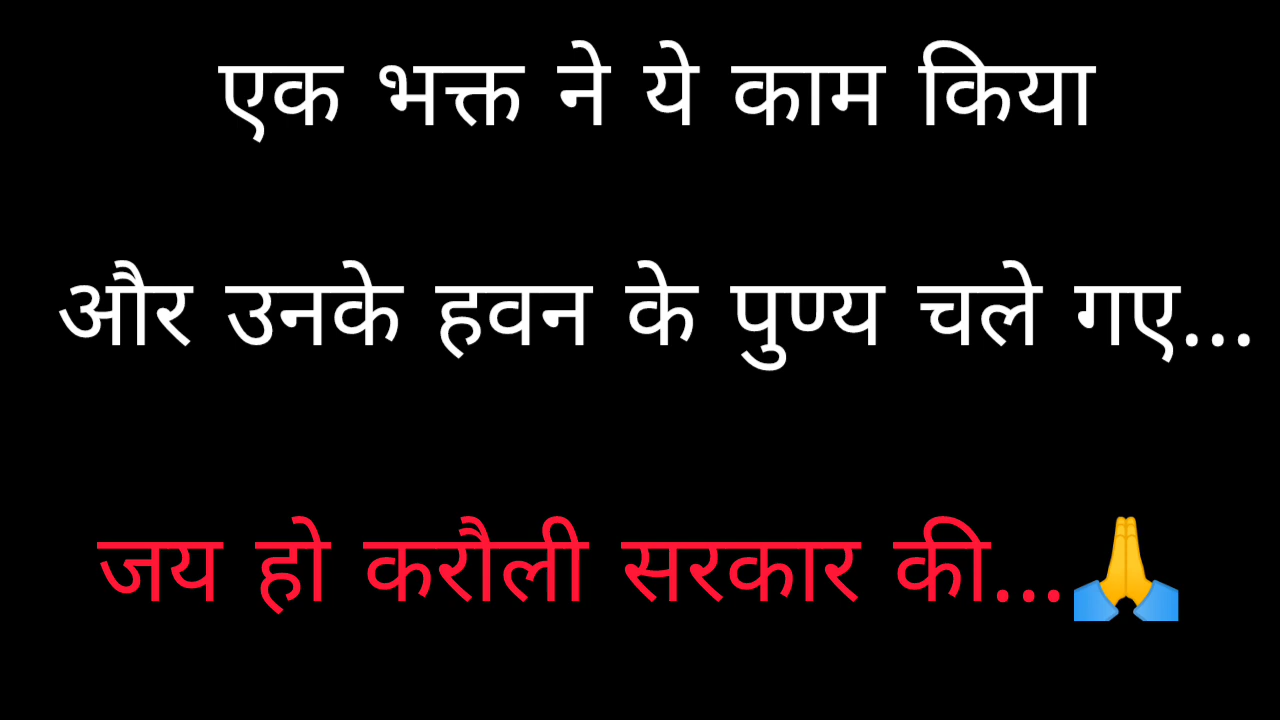 एक भक्त ने ये काम किया
और उनके हवन के पुण्य चले गए...
जय हो करौली सरकार की...🙏